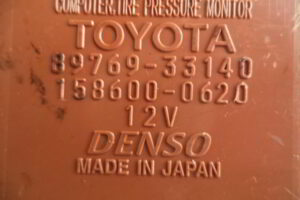 COMPUTER,TIRE PRESSURE MONITOR
TOYOTA
89769-33140
158600-0620
12V
DENSO
MADE IN JAPAN